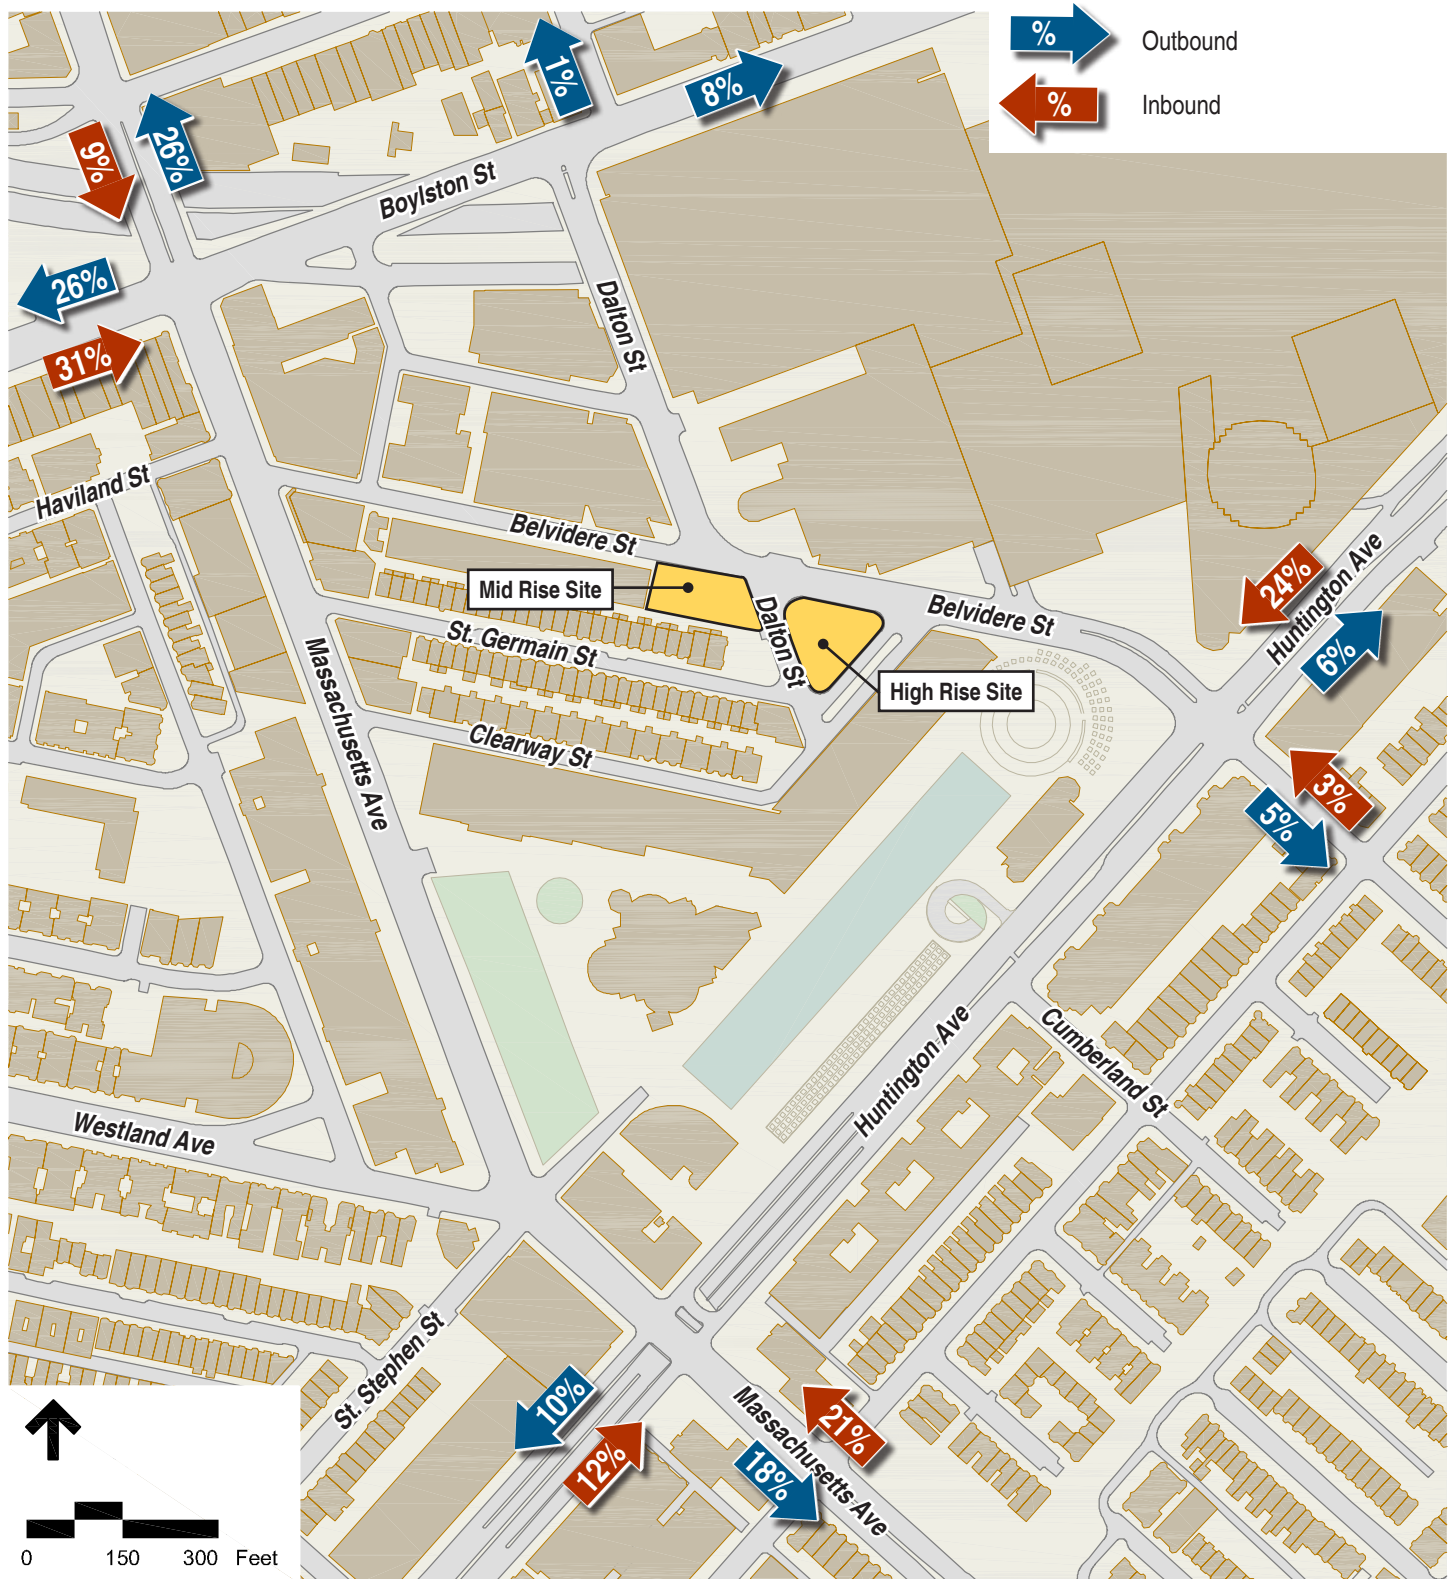 % Outbound
% Inbound
1%
8%
9%
26%
Boylston St
26%
31%
Dalton St
Haviland St
Belvidere St
Mid Rise Site
Dalton St
Belvidere St
24%
Huntington Ave
6%
St. Germain St
High Rise Site
Massachusetts Ave
Clearway St
3%
5%
Huntington Ave
Cumberland St
Westland Ave
St. Stephen St
10%
12%
Massachusetts Ave
21%
18%
0 150 300 Feet